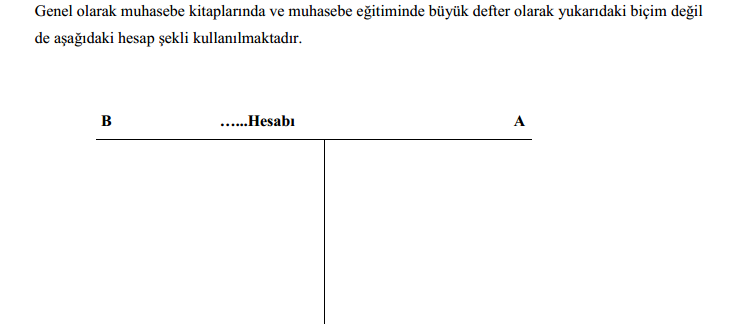 Genel olarak muhasebe kitaplarında ve muhasebe eğitiminde büyük defter olarak yukarıdaki biçim değil
de aşağıdaki hesap şekli kullanılmaktadır.
B …...Hesabı A